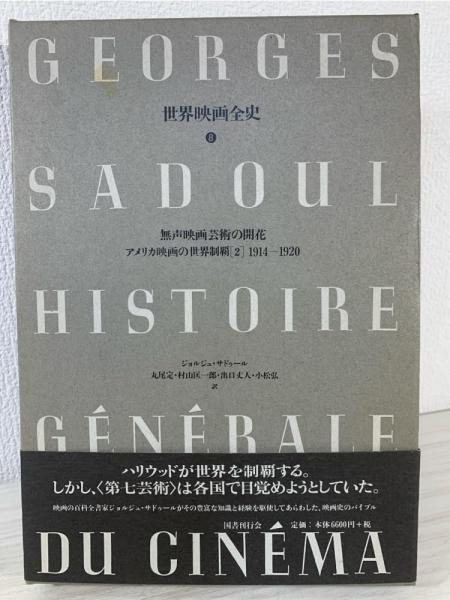 GEORGES
世界映画全史
8
SADOUL
無声映画芸術の開花
アメリカ映画の世界制覇[2] 1914—1920
HISTOIRE
ジョルジュ・サドゥール
丸尾定・村山匡一郎・出口丈人・小松弘
訳
GÉNÉRALE
ハリウッドが世界を制覇する。
しかし、〈第七芸術〉は各国で目覚めようとしていた。
映画の百科全書家ジョルジュ・サドゥールがその豊富な知識と経験を駆使してあらわした、映画史のバイブル
国書刊行会 定価:本体6600円+税
DU CINÉMA